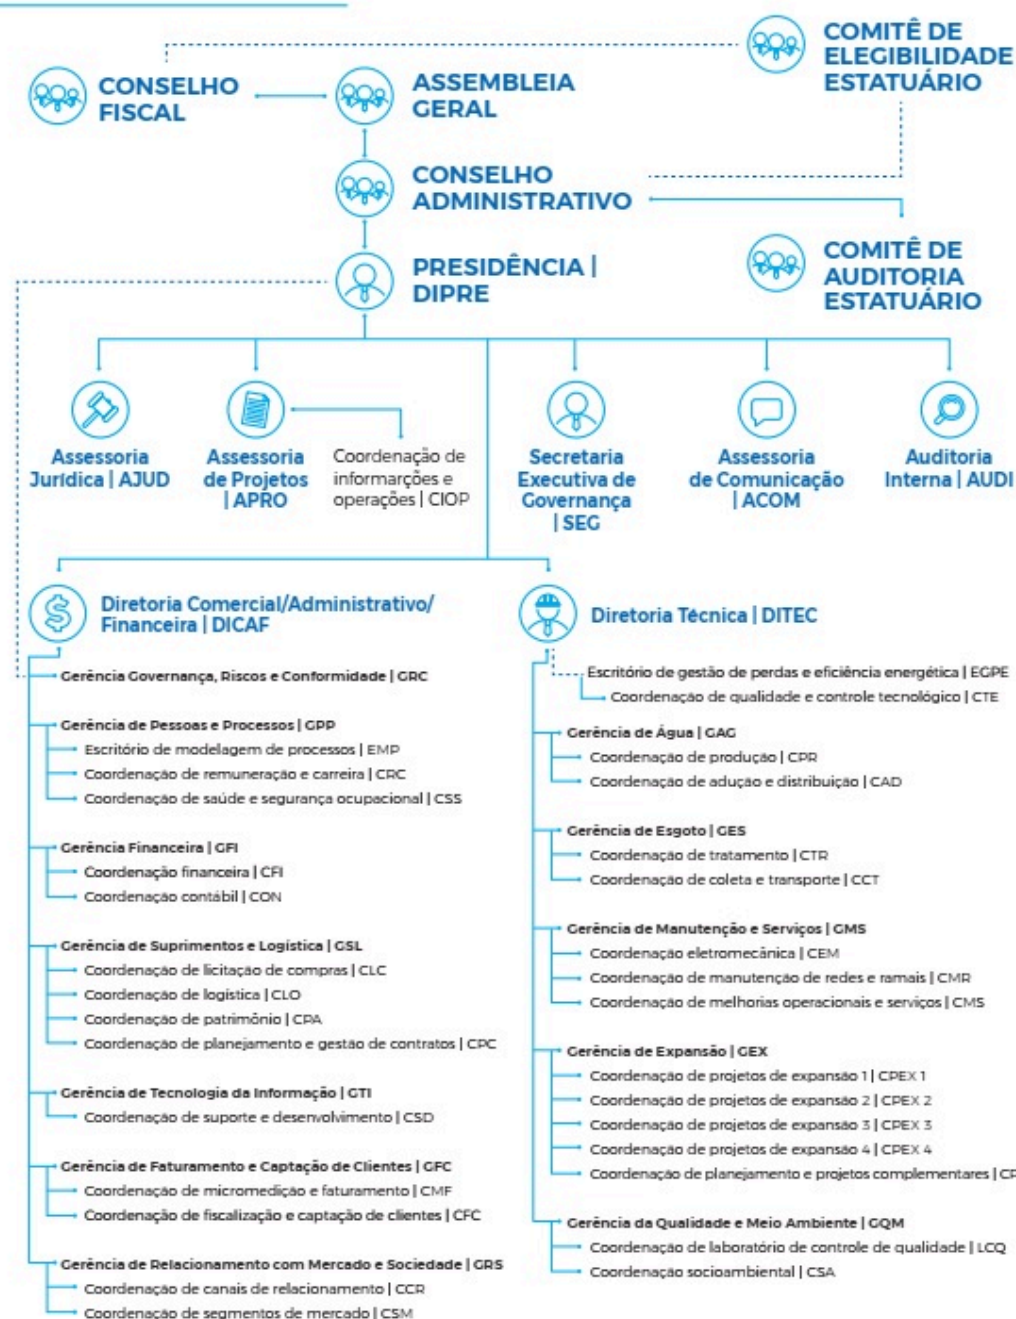 COMITÊ DE
ELEGIBILIDADE
ESTATUÁRIO
CONSELHO
FISCAL
ASSEMBLEIA
GERAL
CONSELHO
ADMINISTRATIVO
PRESIDÊNCIA |
DIPRE
COMITÊ DE
AUDITORIA
ESTATUÁRIO
Assessoria
Jurídica | AJUD
Assessoria
de Projetos
| APRO
Coordenação de
informarções e
operações | CIOP
Secretaria
Executiva de
Governança
| SEG
Assessoria
de Comunicação
| ACOM
Auditoria
Interna | AUDI
Diretoria Comercial/Administrativo/
Financeira | DICAF
Gerência Governança, Riscos e Conformidade | GRC
Gerência de Pessoas e Processos | GPP
Escritório de modelagem de processos | EMP
Coordenação de remuneração e carreira | CRC
Coordenação de saúde e segurança ocupacional | CSS
Gerência Financeira | GFI
Coordenação financeira | CFI
Coordenação contábil | CON
Gerência de Suprimentos e Logística | GSL
Coordenação de licitação de compras | CLC
Coordenação de logística | CLO
Coordenação de patrimônio | CPA
Coordenação de planejamento e gestão de contratos | CPC
Gerência de Tecnologia da Informação | GTI
Coordenação de suporte e desenvolvimento | CSD
Gerência de Faturamento e Captação de Clientes | GFC
Coordenação de micromedição e faturamento | CMF
Coordenação de fiscalização e captação de clientes | CFC
Gerência de Relacionamento com Mercado e Sociedade | GRS
Coordenação de canais de relacionamento | CCR
Coordenação de segmentos de mercado | CSM
Diretoria Técnica | DITEC
Escritório de gestão de perdas e eficiência energética | EGPE
Coordenação de qualidade e controle tecnológico | CTE
Gerência de Água | GAG
Coordenação de produção | CPR
Coordenação de adução e distribuição | CAD
Gerência de Esgoto | GES
Coordenação de tratamento | CTR
Coordenação de coleta e transporte | CCT
Gerência de Manutenção e Serviços | GMS
Coordenação eletromecânica | CEM
Coordenação de manutenção de redes e ramais | CMR
Coordenação de melhorias operacionais e serviços | CMS
Gerência de Expansão | GEX
Coordenação de projetos de expansão 1 | CPEX 1
Coordenação de projetos de expansão 2 | CPEX 2
Coordenação de projetos de expansão 3 | CPEX 3
Coordenação de projetos de expansão 4 | CPEX 4
Coordenação de planejamento e projetos complementares |
Gerência da Qualidade e Meio Ambiente | GQM
Coordenação de laboratório de controle de qualidade | LCQ
Coordenação socioambiental | CSA